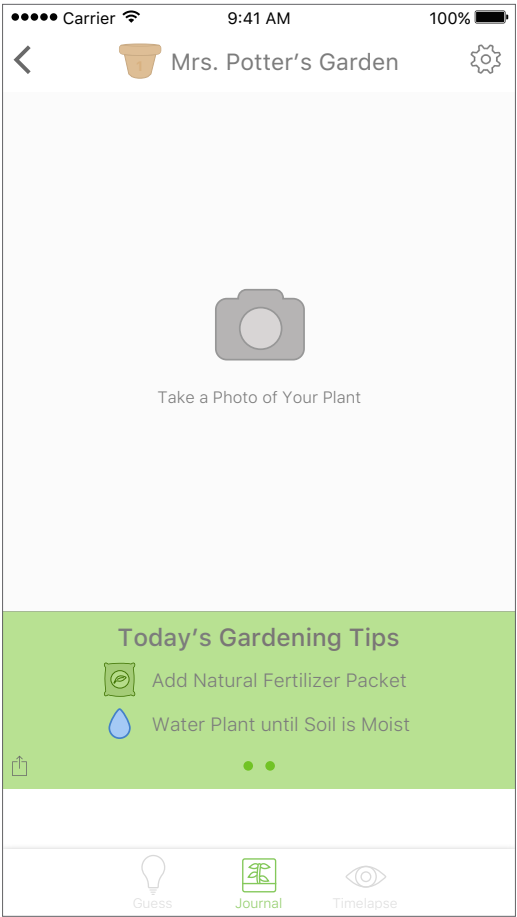 Carrier 9:41 AM 100%
1 Mrs. Potter’s Garden
Take a Photo of Your Plant
Today’s Gardening Tips
Add Natural Fertilizer Packet
Water Plant until Soil is Moist
Guess Journal Timelapse